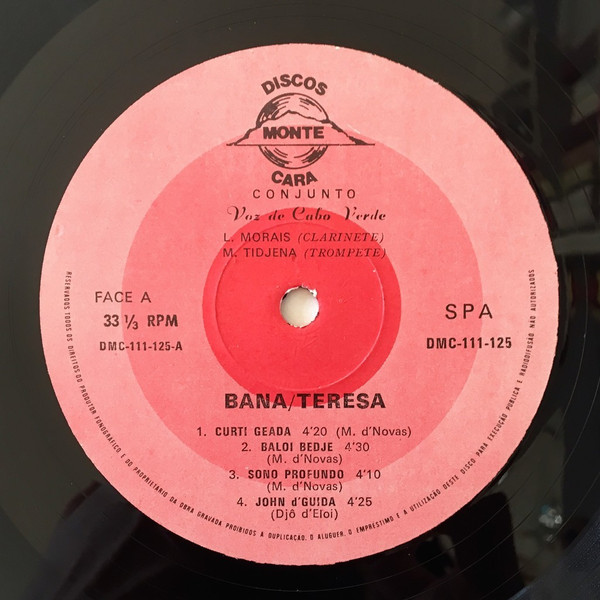 DISCOS
MONTE
CARA
CONJUNTO
Voz de Cabo Verde
L. MORAIS (CLARINETE)
M. TIDJENA (TROMPETE)
FACE A
33 ⅓ RPM
DMC-111-125-A
SPA
DMC-111-125
BANA/TERESA
1. CURTI GEADA 4'20 (M. d'Novas)
2. BALOI BEDJE 4'30
(M. d'Novas)
3. SONO PROFUNDO 4'10
(M. d'Novas)
4. JOHN d'GUIDA 4'25
(Djô d'Eloi)
RESERVADOS TODOS OS DIREITOS DO PRODUTOR FONOGRÁFICO E DO PROPRIETÁRIO DA OBRA GRAVADA PROIBIDOS A DUPLICAÇÃO, O ALUGUER, O EMPRÉSTIMO E A UTILIZAÇÃO DESTE DISCO PARA EXECUÇÃO PÚBLICA E RADIODIFUSÃO NÃO AUTORIZADOS